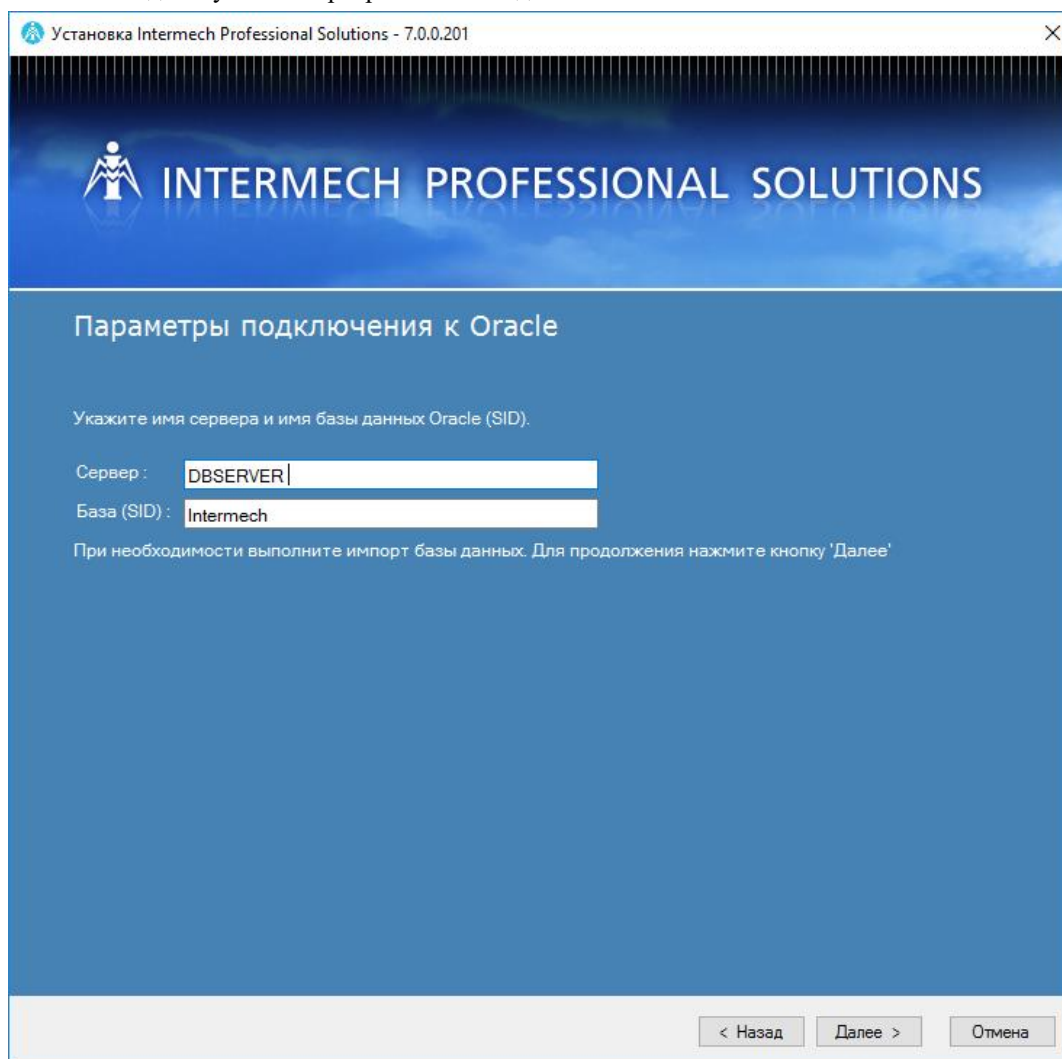 Установка Intermech Professional Solutions - 7.0.0.201
INTERMECH PROFESSIONAL SOLUTIONS
Параметры подключения к Oracle
Укажите имя сервера и имя базы данных Oracle (SID).
Сервер : DBSERVER
База (SID) : Intermech
При необходимости выполните импорт базы данных. Для продолжения нажмите кнопку 'Далее'
< Назад Далее > Отмена